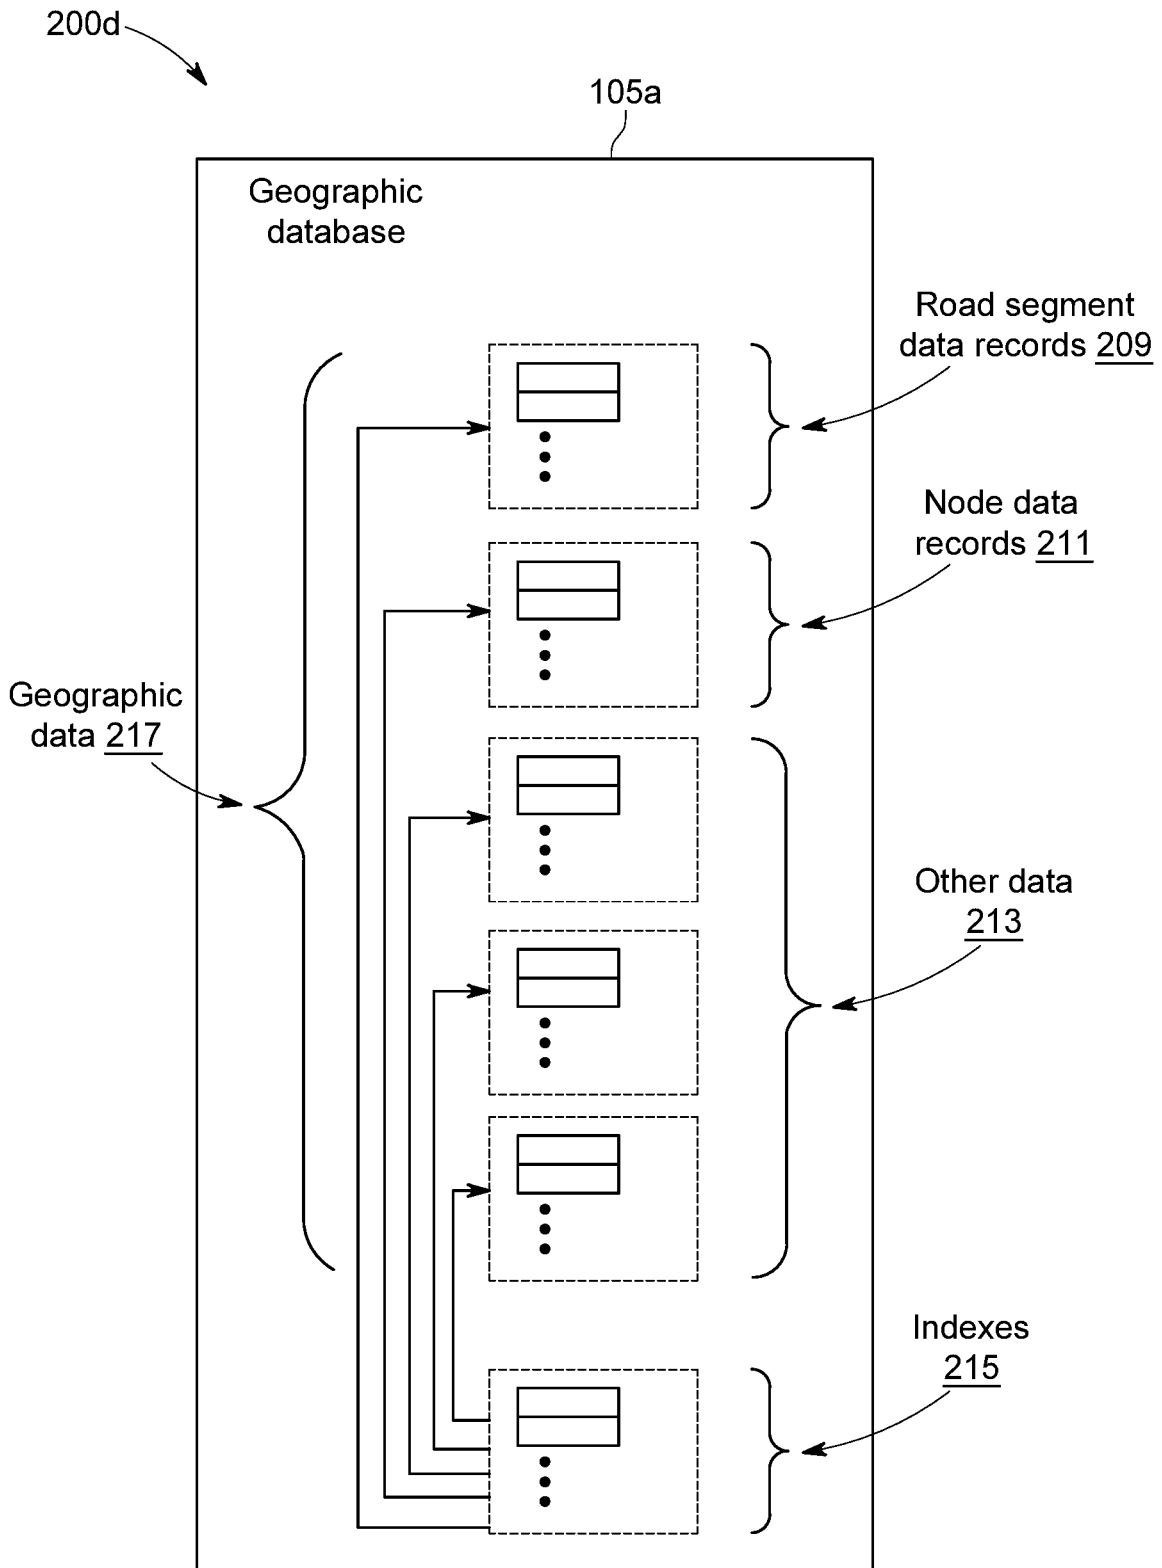 200d
105a
Geographic
database
Road segment
data records 209
Node data
records 211
Geographic
data 217
Other data
213
Indexes
215